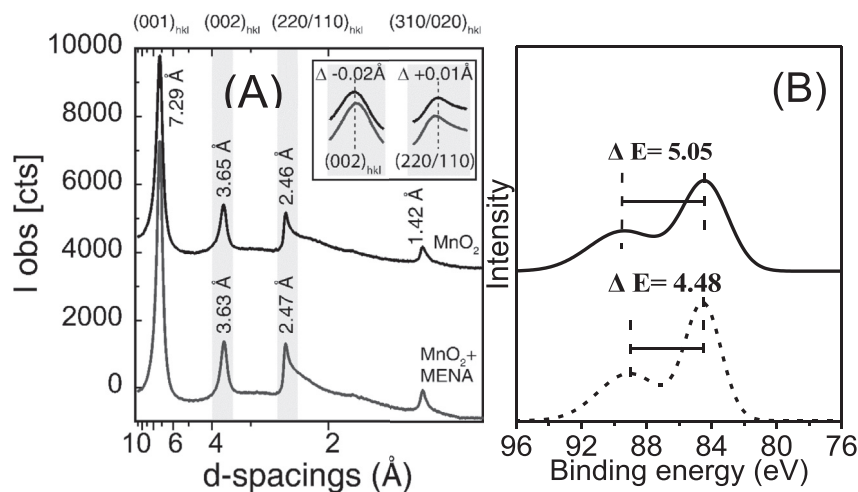 (001)hkl (002)hkl (220/110)hkl (310/020)hkl
10000
8000
6000
4000
2000
0
I obs [cts]
(A)
7.29 Å
3.65 Å
2.46 Å
1.42 Å
MnO2
3.63 Å
2.47 Å
MnO2+
MENA
Δ -0.02Å
(002)hkl
Δ +0.01Å
(220/110)
10 6 4 2
d-spacings (Å)
(B)
Δ E= 5.05
Δ E= 4.48
Intensity
96 92 88 84 80 76
Binding energy (eV)